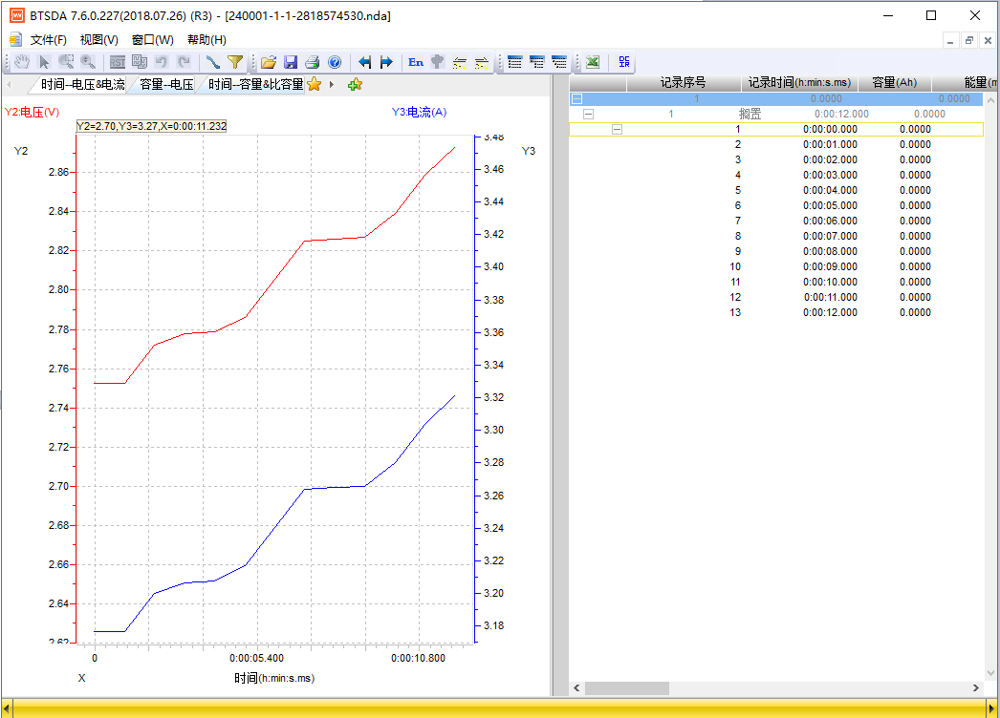 BTSDA 7.6.0.227(2018.07.26) (R3) - [240001-1-1-2818574530.nda]
文件(F) 视图(V) 窗口(W) 帮助(H)
RST En DC IR
时间--电压&电流 容量--电压 时间--容量&比容量
Y2:电压(V) Y3:电流(A)
Y2=2.70,Y3=3.27,X=0:00:11.232
Y2 Y3
2.86
2.84
2.82
2.80
2.78
2.76
2.74
2.72
2.70
2.68
2.66
2.64
2.62
3.48
3.46
3.44
3.42
3.40
3.38
3.36
3.34
3.32
3.30
3.28
3.26
3.24
3.22
3.20
3.18
0 0:00:05.400 0:00:10.800
X 时间(h:min:s.ms)
记录序号 记录时间(h:min:s.ms) 容量(Ah) 能量(m
1 0.0000 0.0000
1 搁置 0:00:12.000 0.0000
1 0:00:00.000 0.0000
2 0:00:01.000 0.0000
3 0:00:02.000 0.0000
4 0:00:03.000 0.0000
5 0:00:04.000 0.0000
6 0:00:05.000 0.0000
7 0:00:06.000 0.0000
8 0:00:07.000 0.0000
9 0:00:08.000 0.0000
10 0:00:09.000 0.0000
11 0:00:10.000 0.0000
12 0:00:11.000 0.0000
13 0:00:12.000 0.0000